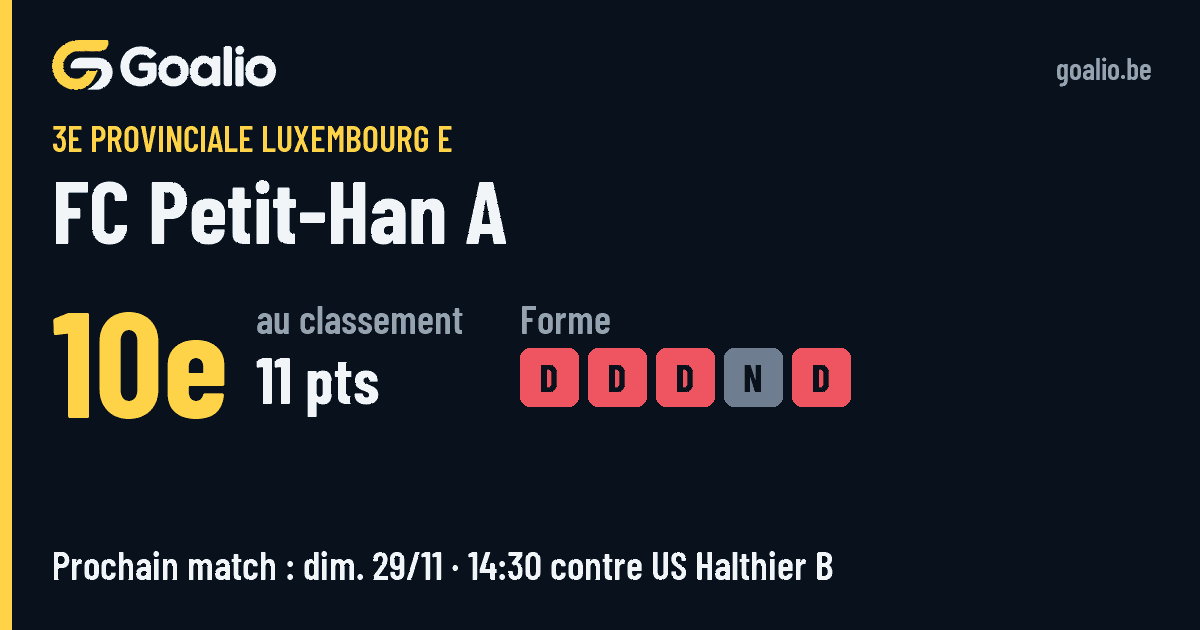 Goalio
goalio.be
3E PROVINCIALE LUXEMBOURG E
FC Petit-Han A
10e
au classement
11 pts
Forme
D D D N D
Prochain match : dim. 29/11 · 14:30 contre US Halthier B